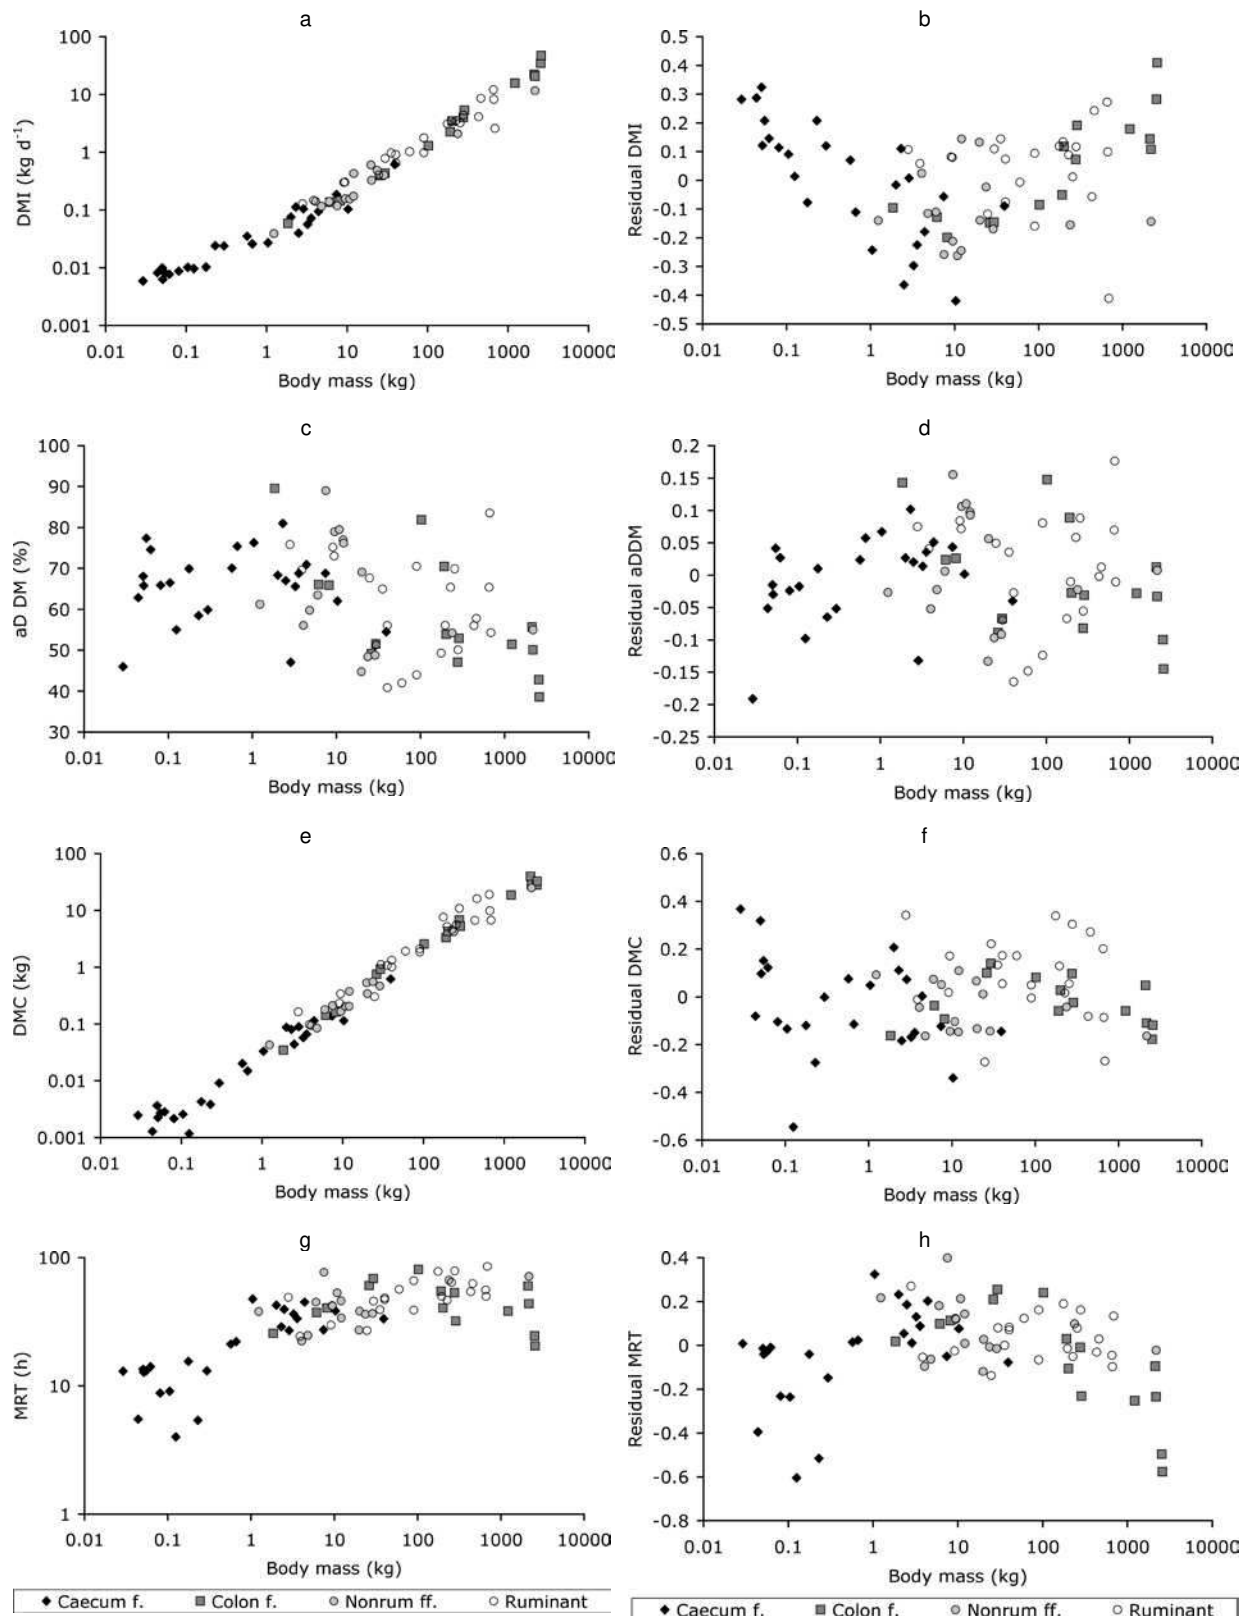 a
100
10
1
0.1
0.01
0.001
DMI (kg d⁻¹)
0.01 0.1 1 10 100 1000 10000
Body mass (kg)
b
0.5
0.4
0.3
0.2
0.1
0
-0.1
-0.2
-0.3
-0.4
-0.5
Residual DMI
0.01 0.1 1 10 100 1000 10000
Body mass (kg)
c
100
90
80
70
60
50
40
30
aD DM (%)
0.01 0.1 1 10 100 1000 10000
Body mass (kg)
d
0.2
0.15
0.1
0.05
0
-0.05
-0.1
-0.15
-0.2
-0.25
Residual aDDM
0.01 0.1 1 10 100 1000 10000
Body mass (kg)
e
100
10
1
0.1
0.01
0.001
DMC (kg)
0.01 0.1 1 10 100 1000 10000
Body mass (kg)
f
0.6
0.4
0.2
0
-0.2
-0.4
-0.6
Residual DMC
0.01 0.1 1 10 100 1000 10000
Body mass (kg)
g
100
10
1
MRT (h)
0.01 0.1 1 10 100 1000 10000
Body mass (kg)
h
0.4
0.2
0
-0.2
-0.4
-0.6
-0.8
Residual MRT
0.01 0.1 1 10 100 1000 10000
Body mass (kg)
Caecum f. Colon f. Nonrum ff. Ruminant
Caecum f. Colon f. Nonrum ff. Ruminant